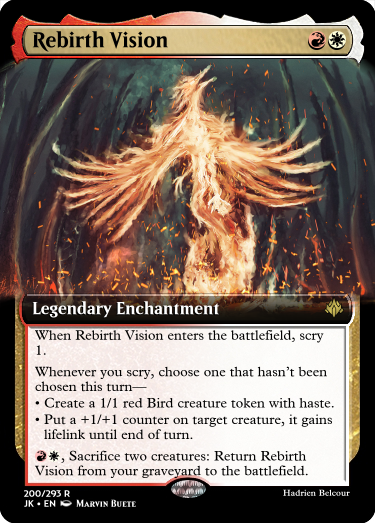 Rebirth Vision
Legendary Enchantment
When Rebirth Vision enters the battlefield, scry
1.
Whenever you scry, choose one that hasn't been
chosen this turn—
• Create a 1/1 red Bird creature token with haste.
• Put a +1/+1 counter on target creature, it gains
lifelink until end of turn.
, Sacrifice two creatures: Return Rebirth
Vision from your graveyard to the battlefield.
200/293 R
JK • EN MARVIN BUETE
Hadrien Belcour